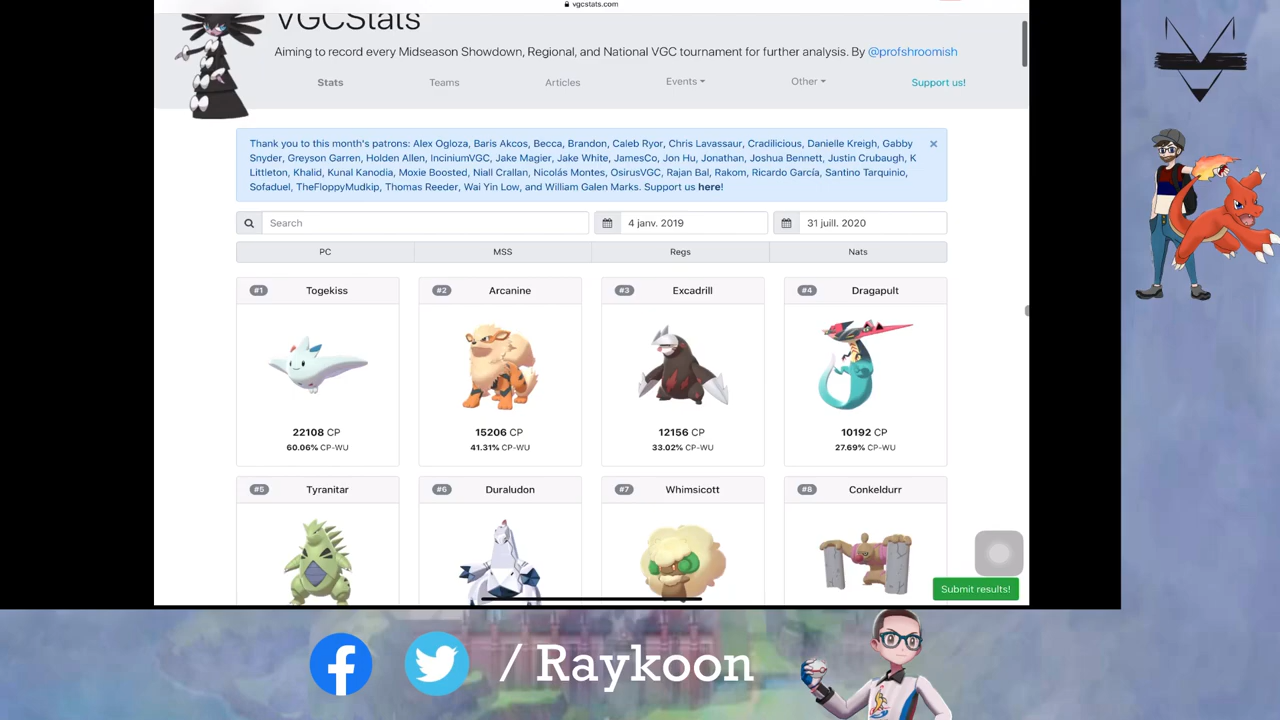 vgcstats.com
VGCStats
Aiming to record every Midseason Showdown, Regional, and National VGC tournament for further analysis. By @profshroomish
Stats Teams Articles Events Other Support us!
Thank you to this month's patrons: Alex Ogloza, Baris Akcos, Becca, Brandon, Caleb Ryor, Chris Lavassaur, Cradilicious, Danielle Kreigh, Gabby
Snyder, Greyson Garren, Holden Allen, InciniumVGC, Jake Magier, Jake White, JamesCo, Jon Hu, Jonathan, Joshua Bennett, Justin Crubaugh, K
Littleton, Khalid, Kunal Kanodia, Moxie Boosted, Niall Crallan, Nicolás Montes, OsirusVGC, Rajan Bal, Rakom, Ricardo García, Santino Tarquinio,
Sofaduel, TheFloppyMudkip, Thomas Reeder, Wai Yin Low, and William Galen Marks. Support us here!
Search 4 janv. 2019 31 juill. 2020
PC MSS Regs Nats
#1 Togekiss #2 Arcanine #3 Excadrill #4 Dragapult
22108 CP 15206 CP 12156 CP 10192 CP
60.06% CP-WU 41.31% CP-WU 33.02% CP-WU 27.69% CP-WU
#5 Tyranitar #6 Duraludon #7 Whimsicott #8 Conkeldurr
Submit results!
/ Raykoon